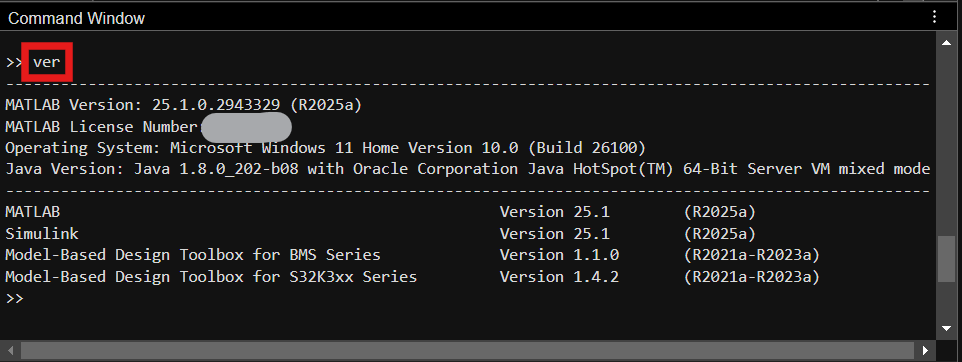 Command Window
>> ver
-----------------------------------------------------------------------------------------
MATLAB Version: 25.1.0.2943329 (R2025a)
MATLAB License Number:
Operating System: Microsoft Windows 11 Home Version 10.0 (Build 26100)
Java Version: Java 1.8.0_202-b08 with Oracle Corporation Java HotSpot(TM) 64-Bit Server VM mixed mode
-----------------------------------------------------------------------------------------
MATLAB Version 25.1 (R2025a)
Simulink Version 25.1 (R2025a)
Model-Based Design Toolbox for BMS Series Version 1.1.0 (R2021a-R2023a)
Model-Based Design Toolbox for S32K3xx Series Version 1.4.2 (R2021a-R2023a)
>>